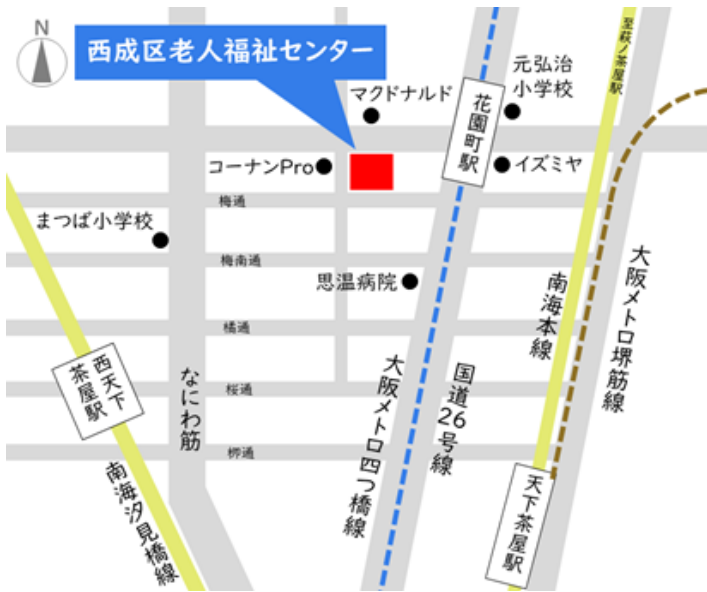 N
西成区老人福祉センター
至萩ノ茶屋駅
元弘治
小学校
マクドナルド
花園町駅
コーナンPro
イズミヤ
梅通
まつば小学校
梅南通
思温病院
南海本線
大阪メトロ堺筋線
橘通
西天下
茶屋駅
なにわ筋
大阪メトロ四つ橋線
国道26号線
桜通
柳通
南海汐見橋線
天下茶屋駅